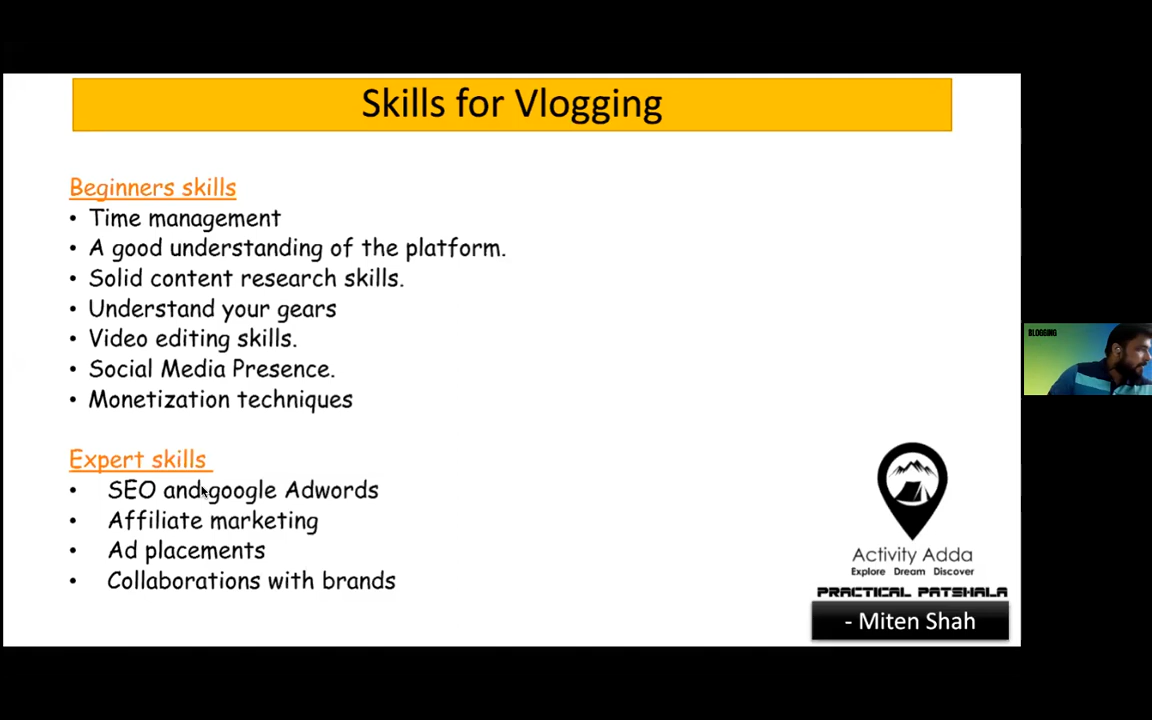 Skills for Vlogging
Beginners skills
• Time management
• A good understanding of the platform.
• Solid content research skills.
• Understand your gears
• Video editing skills.
• Social Media Presence.
• Monetization techniques
Expert skills
• SEO and google Adwords
• Affiliate marketing
• Ad placements
• Collaborations with brands
Activity Adda
Explore Dream Discover
PRACTICAL PATSHALA
- Miten Shah
BLOGGING